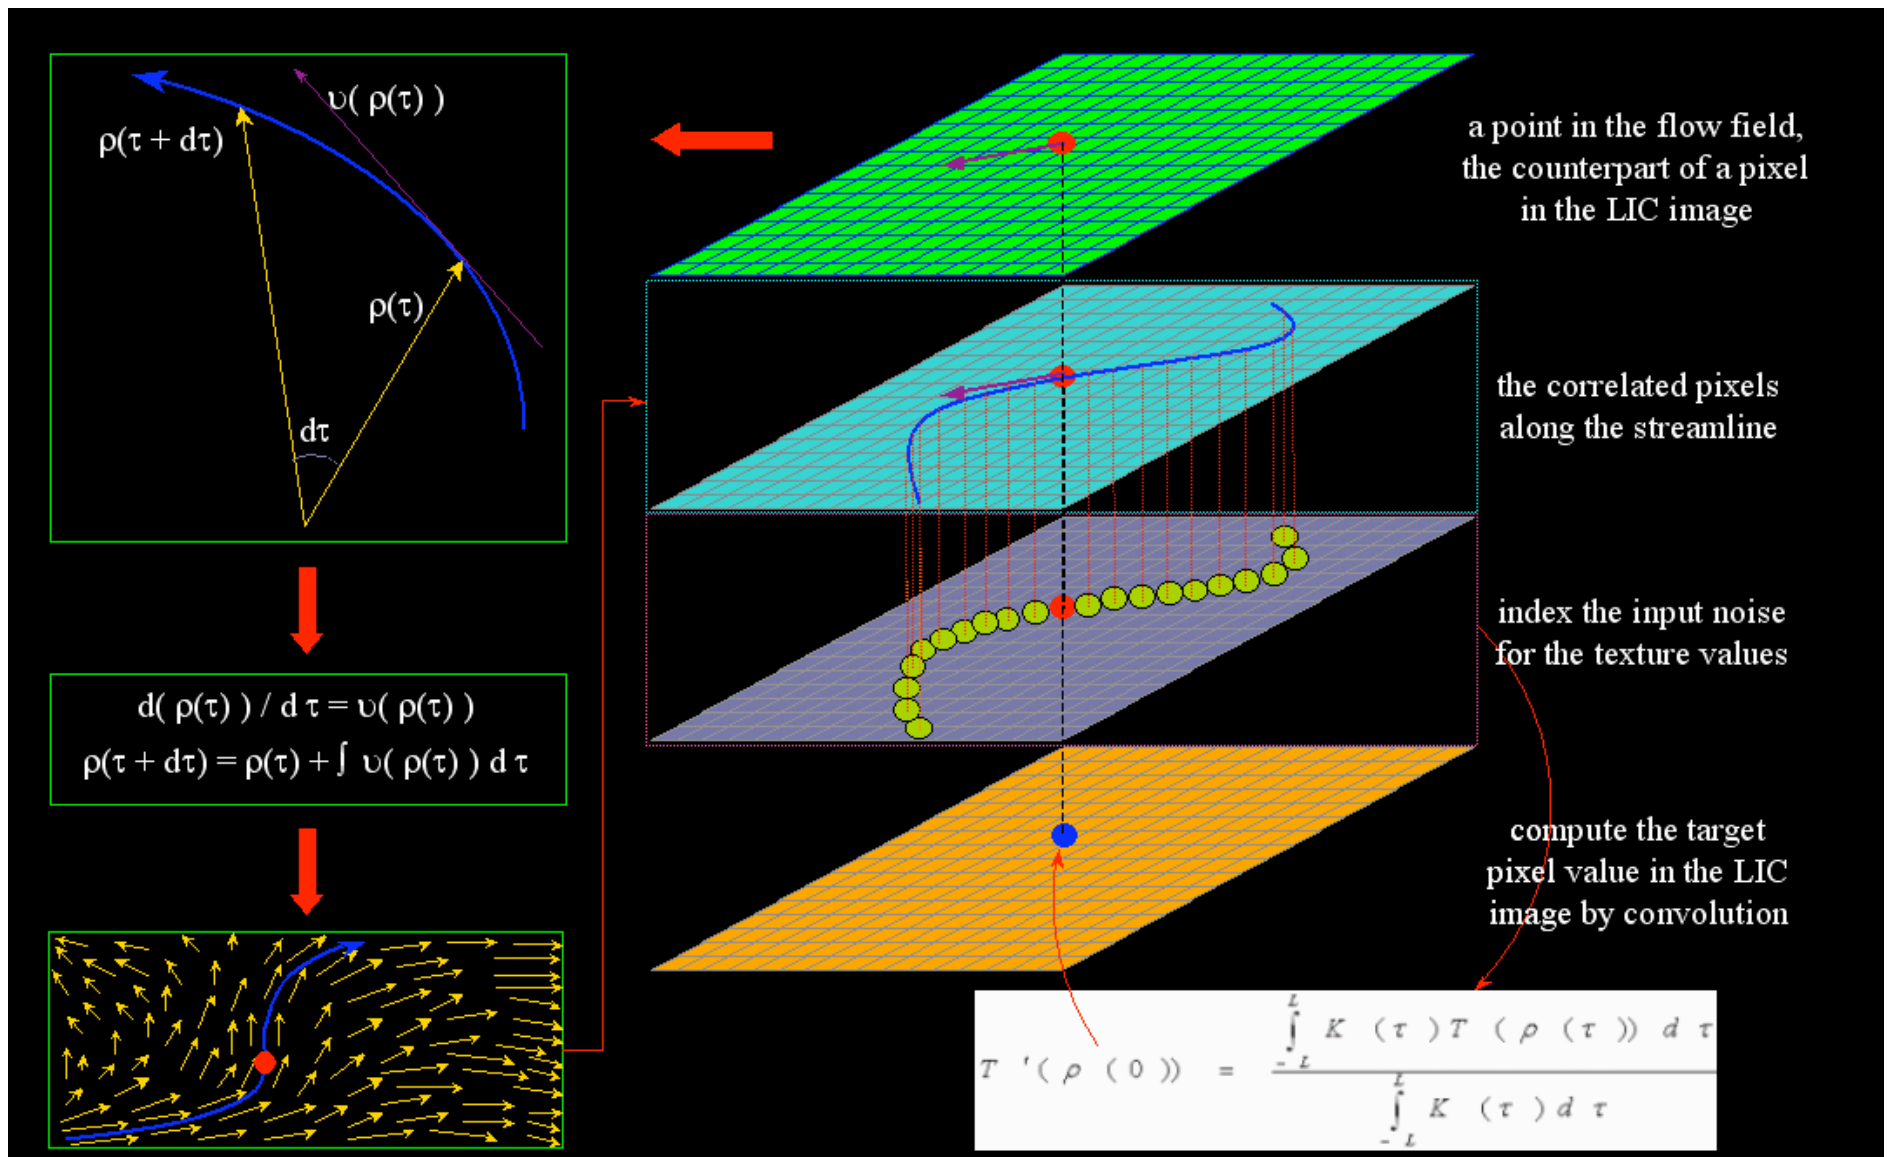 υ( ρ(τ) )
ρ(τ + dτ)
ρ(τ)
dτ
d( ρ(τ) ) / d τ = υ( ρ(τ) )
ρ(τ + dτ) = ρ(τ) + ∫ υ( ρ(τ) ) d τ
a point in the flow field,
the counterpart of a pixel
in the LIC image
the correlated pixels
along the streamline
index the input noise
for the texture values
compute the target
pixel value in the LIC
image by convolution
L
∫ K (τ) T (ρ (τ)) d τ
- L
T '( ρ ( 0 )) =
L
∫ K (τ) d τ
- L